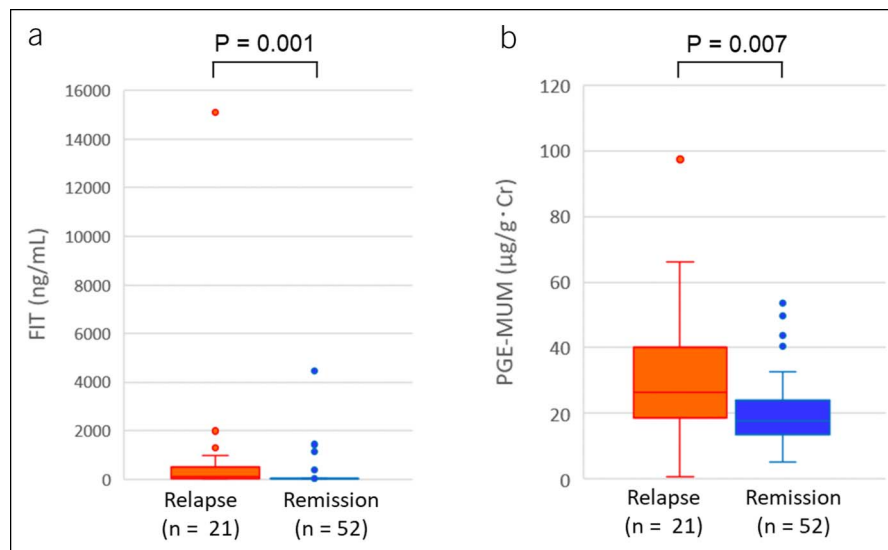 a
P = 0.001
FIT (ng/mL)
16000
14000
12000
10000
8000
6000
4000
2000
0
Relapse
(n = 21)
Remission
(n = 52)
b
P = 0.007
PGE-MUM (µg/g･Cr)
120
100
80
60
40
20
0
Relapse
(n = 21)
Remission
(n = 52)